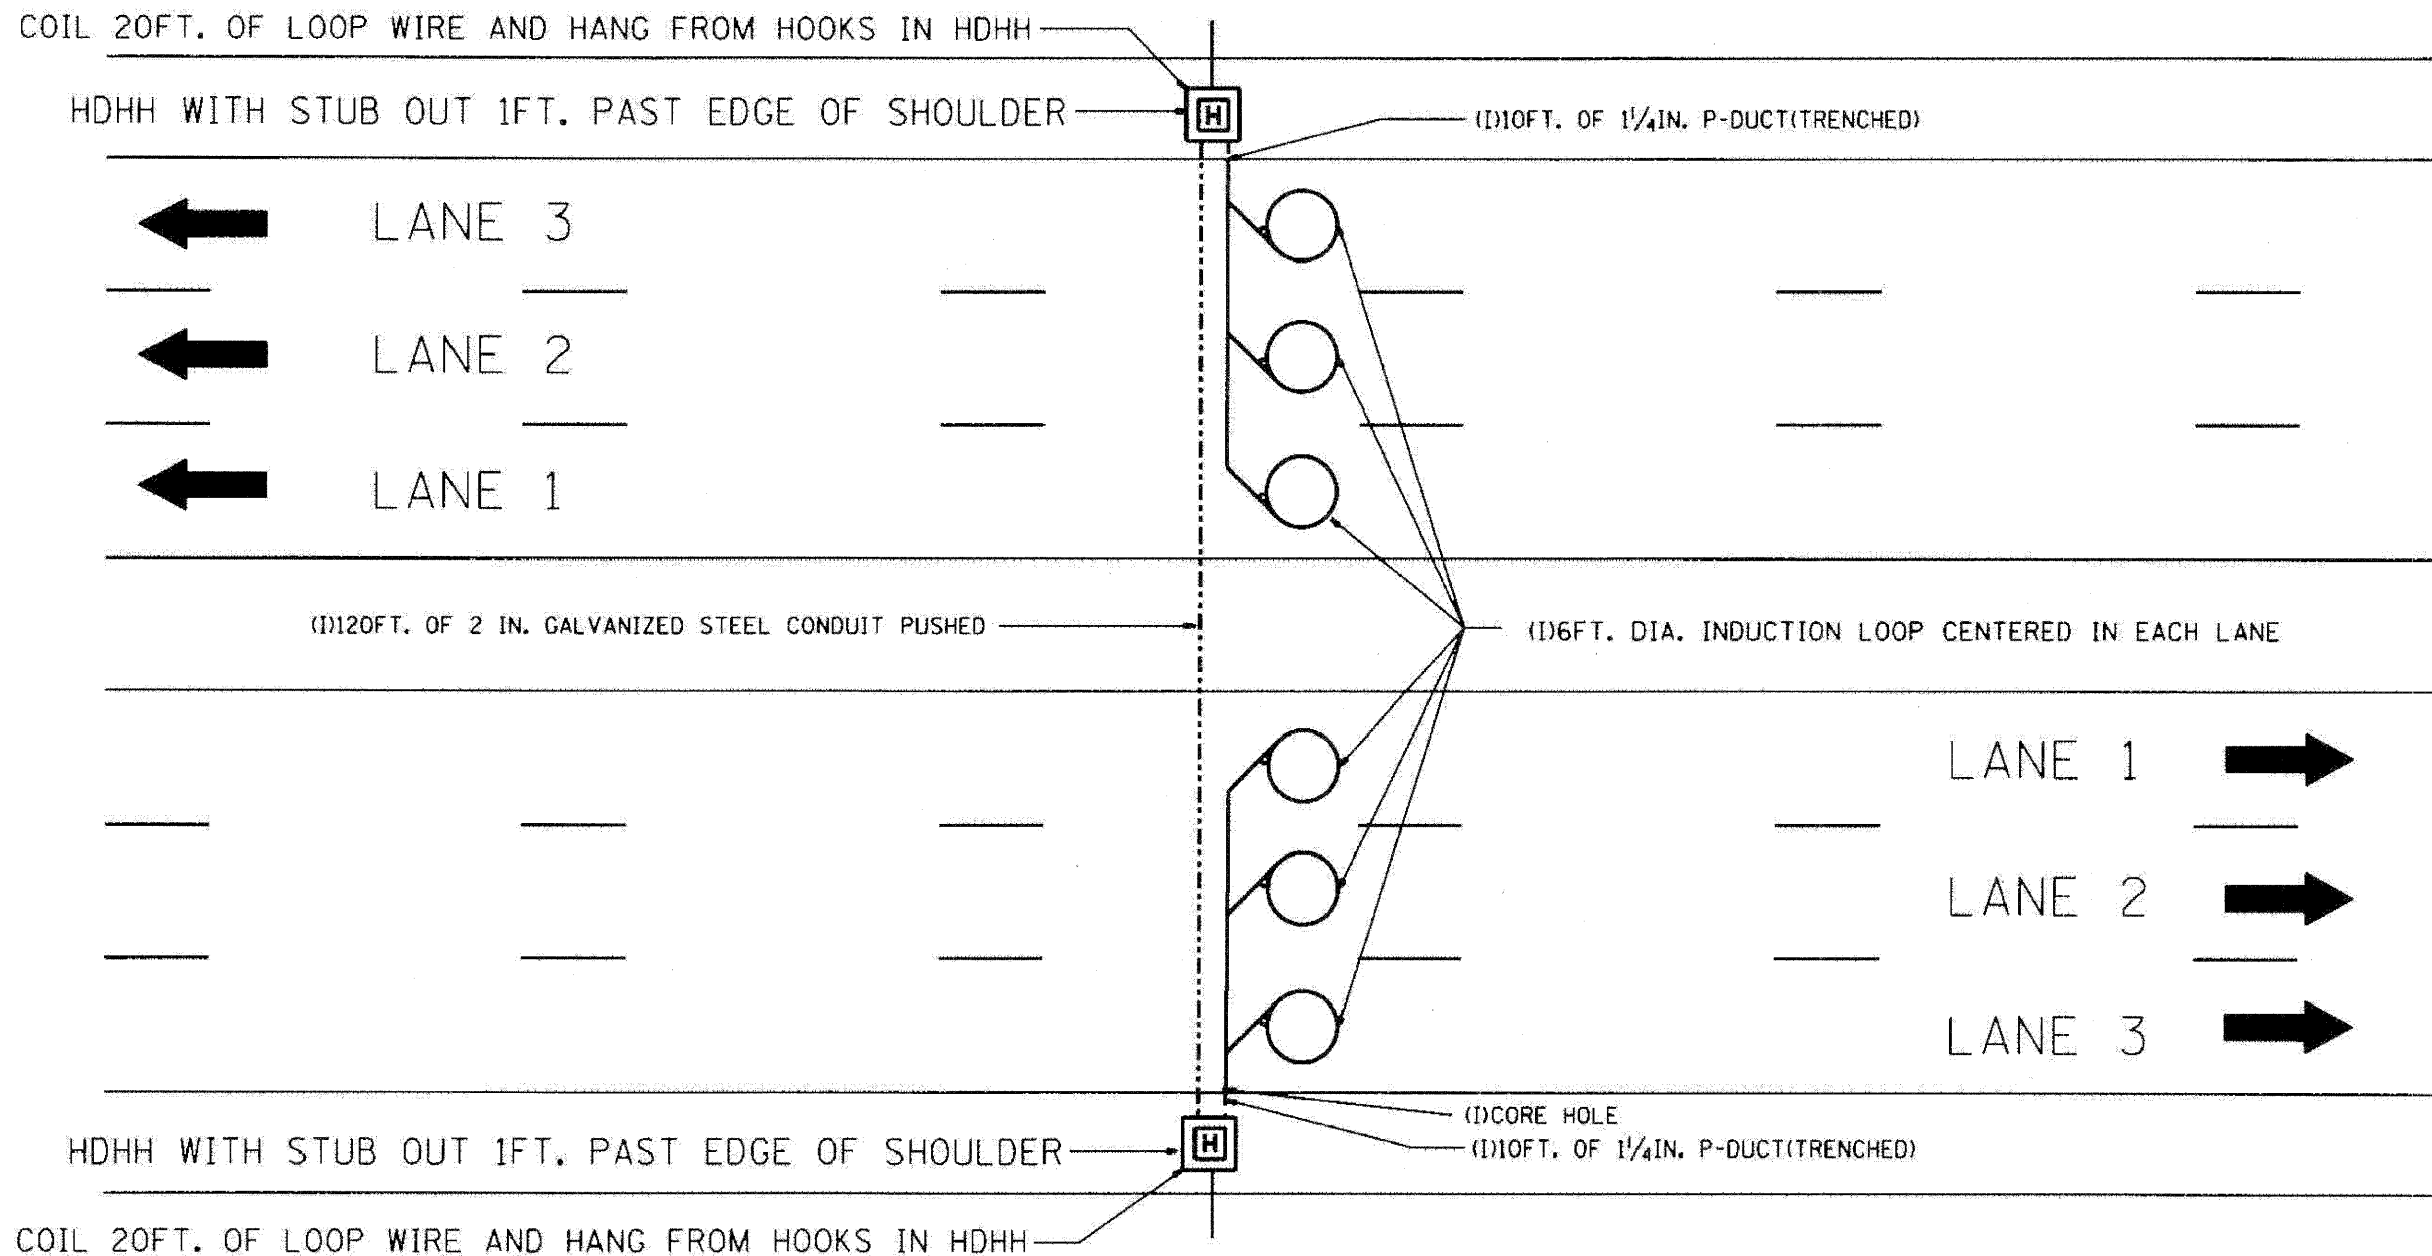 COIL 20FT. OF LOOP WIRE AND HANG FROM HOOKS IN HDHH
HDHH WITH STUB OUT 1FT. PAST EDGE OF SHOULDER
H
(I)10FT. OF 1 1/4IN. P-DUCT(TRENCHED)
LANE 3
LANE 2
LANE 1
(I)120FT. OF 2 IN. GALVANIZED STEEL CONDUIT PUSHED
(I)6FT. DIA. INDUCTION LOOP CENTERED IN EACH LANE
LANE 1
LANE 2
LANE 3
(I)CORE HOLE
HDHH WITH STUB OUT 1FT. PAST EDGE OF SHOULDER
H
(I)10FT. OF 1 1/4IN. P-DUCT(TRENCHED)
COIL 20FT. OF LOOP WIRE AND HANG FROM HOOKS IN HDHH